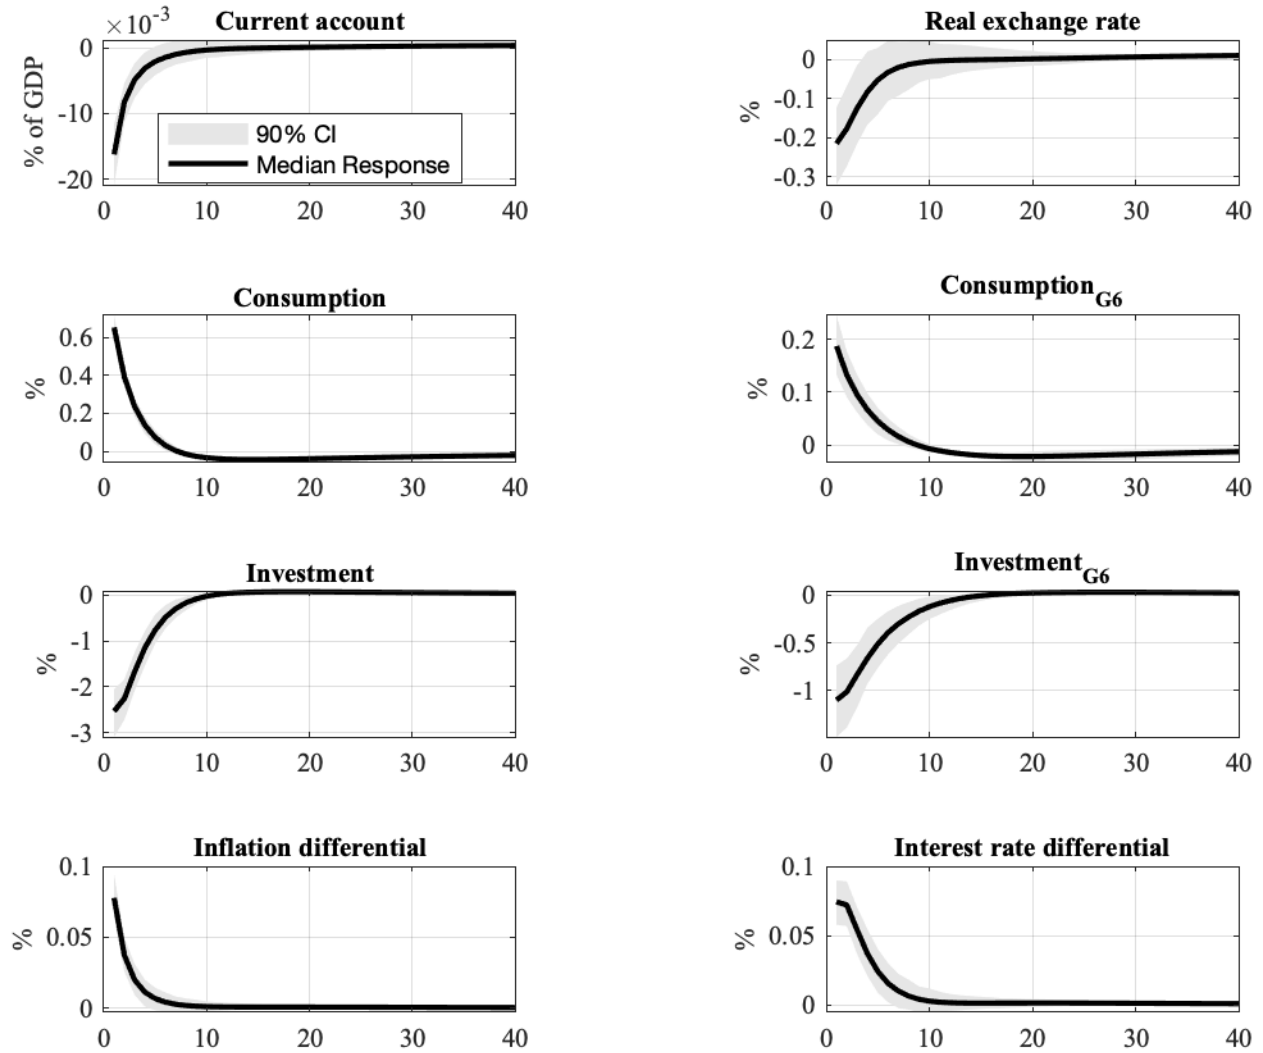 Current account
×10⁻³
% of GDP
0
-10
-20
90% CI
Median Response
0 10 20 30 40
Real exchange rate
%
0
-0.1
-0.2
-0.3
0 10 20 30 40
Consumption
%
0.6
0.4
0.2
0
0 10 20 30 40
Consumption_G6
%
0.2
0.1
0
0 10 20 30 40
Investment
%
0
-1
-2
-3
0 10 20 30 40
Investment_G6
%
0
-0.5
-1
0 10 20 30 40
Inflation differential
%
0.1
0.05
0
0 10 20 30 40
Interest rate differential
%
0.1
0.05
0
0 10 20 30 40